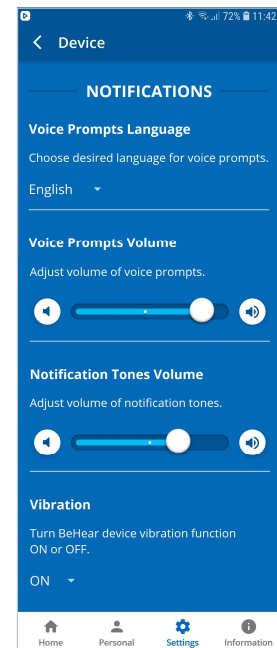 72% 11:42
Device
NOTIFICATIONS
Voice Prompts Language
Choose desired language for voice prompts.
English
Voice Prompts Volume
Adjust volume of voice prompts.
Notification Tones Volume
Adjust volume of notification tones.
Vibration
Turn BeHear device vibration function
ON or OFF.
ON
Home Personal Settings Information